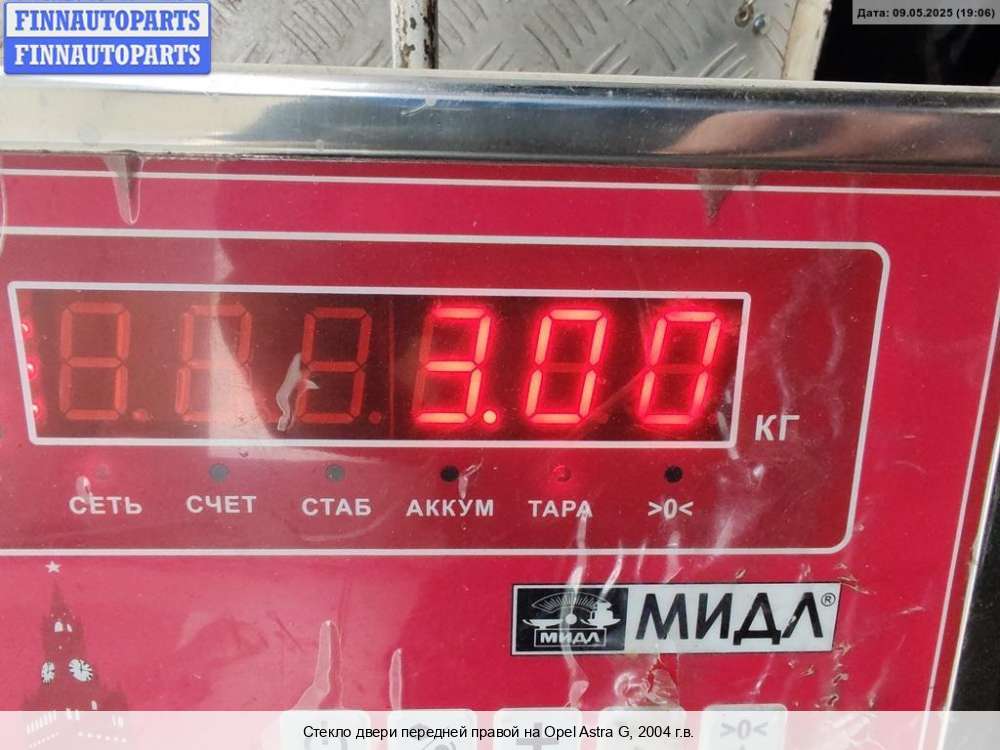 FINNAUTOPARTS
FINNAUTOPARTS
Дата: 09.05.2025 (19:06)
3.00
КГ
СЕТЬ СЧЕТ СТАБ АККУМ ТАРА >0<
МИДЛ
МИДЛ®
>0<
Стекло двери передней правой на Opel Astra G, 2004 г.в.